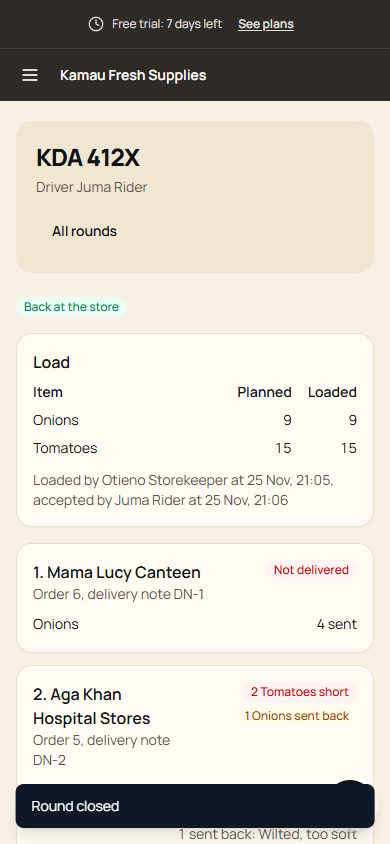 Free trial: 7 days left See plans
Kamau Fresh Supplies
KDA 412X
Driver Juma Rider
All rounds
Back at the store
Load
Item Planned Loaded
Onions 9 9
Tomatoes 15 15
Loaded by Otieno Storekeeper at 25 Nov, 21:05,
accepted by Juma Rider at 25 Nov, 21:06
1. Mama Lucy Canteen Not delivered
Order 6, delivery note DN-1
Onions 4 sent
2. Aga Khan
Hospital Stores
2 Tomatoes short
1 Onions sent back
Order 5, delivery note
DN-2
Round closed
1 sent back: Wilted, too soft